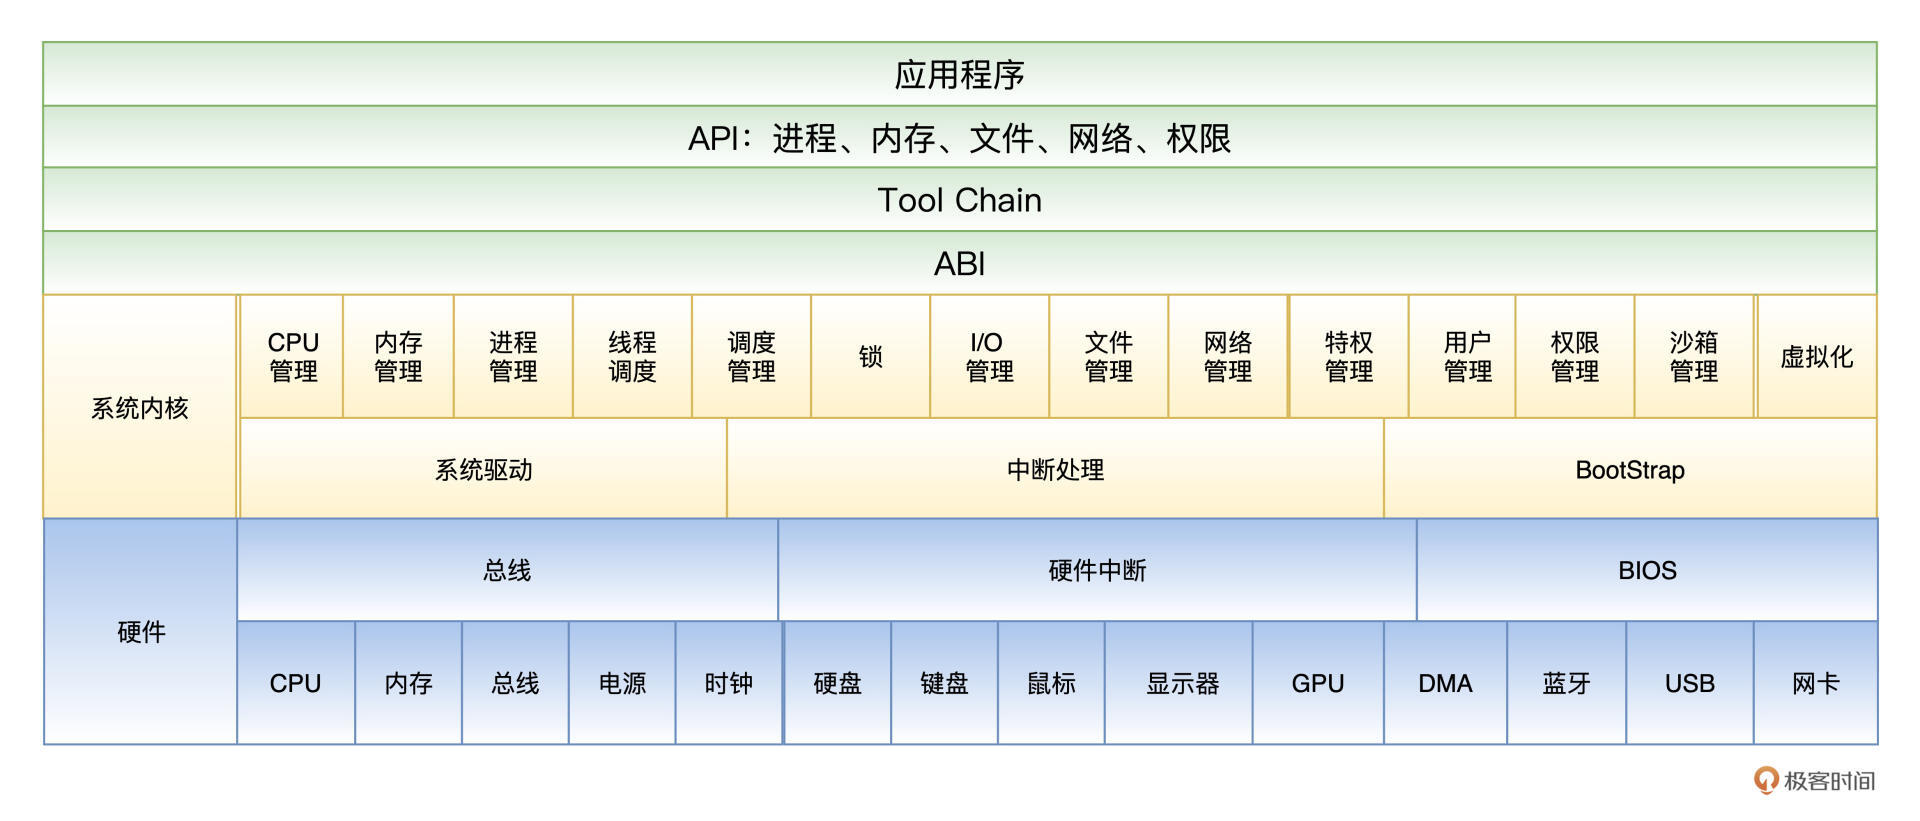 应用程序
API：进程、内存、文件、网络、权限
Tool Chain
ABI
系统内核
CPU
管理
内存
管理
进程
管理
线程
调度
调度
管理
锁
I/O
管理
文件
管理
网络
管理
特权
管理
用户
管理
权限
管理
沙箱
管理
虚拟化
系统驱动
中断处理
BootStrap
硬件
总线
硬件中断
BIOS
CPU
内存
总线
电源
时钟
硬盘
键盘
鼠标
显示器
GPU
DMA
蓝牙
USB
网卡
极客时间